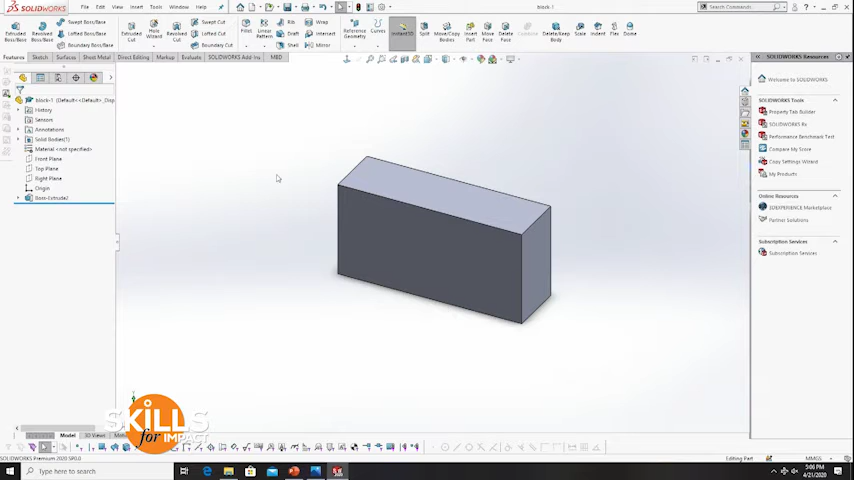 SOLIDWORKS
File Edit View Insert Tools Window Help
block-1
Search Commands
Extruded Boss/Base
Revolved Boss/Base
Swept Boss/Base
Lofted Boss/Base
Boundary Boss/Base
Extruded Cut
Hole Wizard
Revolved Cut
Swept Cut
Lofted Cut
Boundary Cut
Fillet
Linear Pattern
Rib
Draft
Shell
Wrap
Intersect
Mirror
Reference Geometry
Curves
Instant3D
Split
Move/Copy Bodies
Insert Part
Move Face
Delete Face
Combine
Scale
Indent
Flex
Dome
Delete/Keep Body
Features Sketch Surfaces Sheet Metal Direct Editing Markup Evaluate SOLIDWORKS Add-Ins MBD
block-1 (Default<<Default>_Disp
History
Sensors
Annotations
Solid Bodies(1)
Material <not specified>
Front Plane
Top Plane
Right Plane
Origin
Boss-Extrude2
SOLIDWORKS Resources
Welcome to SOLIDWORKS
SOLIDWORKS Tools
Property Tab Builder
SOLIDWORKS Rx
Performance Benchmark Test
Compare My Score
Copy Settings Wizard
My Products
Online Resources
3DEXPERIENCE Marketplace
Partner Solutions
Subscription Services
Subscription Services
SKILLS
for IMPACT
Model 3D Views
SOLIDWORKS Premium 2020 SP0.0
Editing Part
MMGS
Type here to search
5:06 PM
4/21/2020